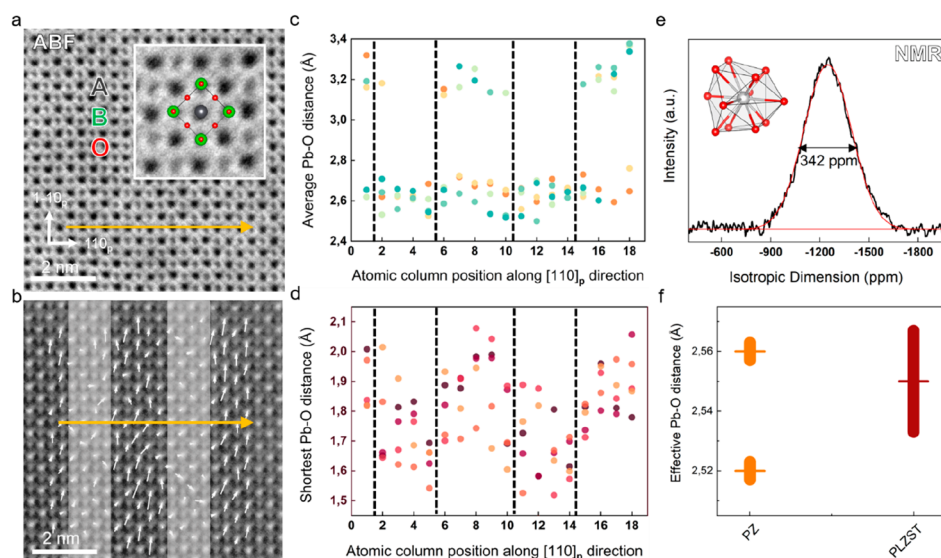 a
ABF
A
B
O
1-10p
110p
2 nm
b
2 nm
c
Average Pb-O distance (Å)
3,4
3,2
3,0
2,8
2,6
2,4
0 2 4 6 8 10 12 14 16 18
Atomic column position along [110]p direction
d
Shortest Pb-O distance (Å)
2,1
2,0
1,9
1,8
1,7
1,6
1,5
0 2 4 6 8 10 12 14 16 18
Atomic column position along [110]p direction
e
NMR
Intensity (a.u.)
342 ppm
-600 -900 -1200 -1500 -1800
Isotropic Dimension (ppm)
f
Effective Pb-O distance (Å)
2,56
2,54
2,52
PZ
PLZST